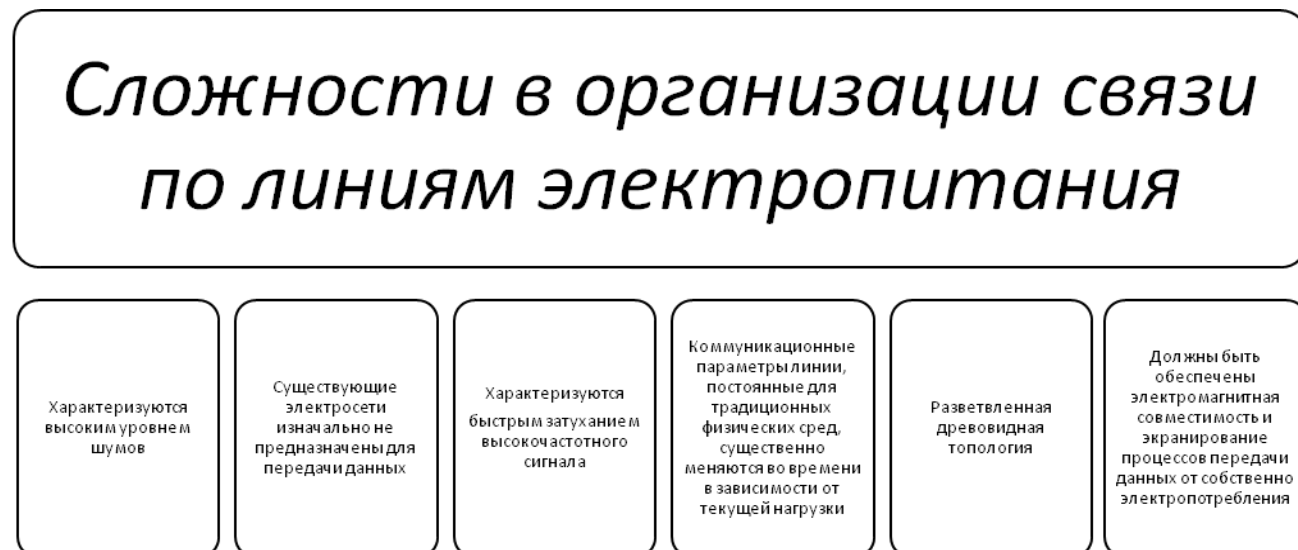 Сложности в организации связи
по линиям электропитания
Характеризуются
высоким уровнем
шумов
Существующие
электросети
изначально не
предназначены для
передачи данных
Характеризуются
быстрым затуханием
высокочастотного
сигнала
Коммуникационные
параметры линии,
постоянные для
традиционных
физических сред,
существенно
меняются во времени
в зависимости от
текущей нагрузки
Разветвленная
древовидная
топология
Должны быть
обеспечены
электромагнитная
совместимость и
экранирование
процессов передачи
данных от собственно
электропотребления